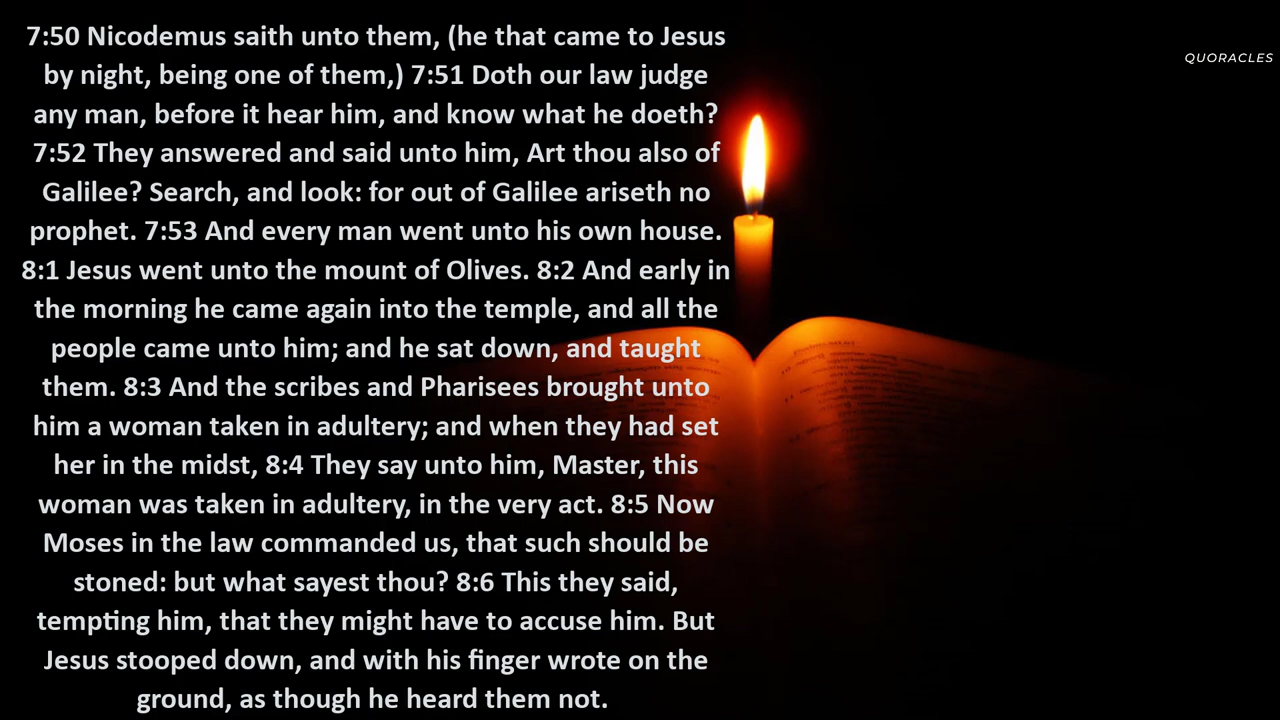 7:50 Nicodemus saith unto them, (he that came to Jesus
by night, being one of them,) 7:51 Doth our law judge
any man, before it hear him, and know what he doeth?
7:52 They answered and said unto him, Art thou also of
Galilee? Search, and look: for out of Galilee ariseth no
prophet. 7:53 And every man went unto his own house.
8:1 Jesus went unto the mount of Olives. 8:2 And early in
the morning he came again into the temple, and all the
people came unto him; and he sat down, and taught
them. 8:3 And the scribes and Pharisees brought unto
him a woman taken in adultery; and when they had set
her in the midst, 8:4 They say unto him, Master, this
woman was taken in adultery, in the very act. 8:5 Now
Moses in the law commanded us, that such should be
stoned: but what sayest thou? 8:6 This they said,
tempting him, that they might have to accuse him. But
Jesus stooped down, and with his finger wrote on the
ground, as though he heard them not.
QUORACLES